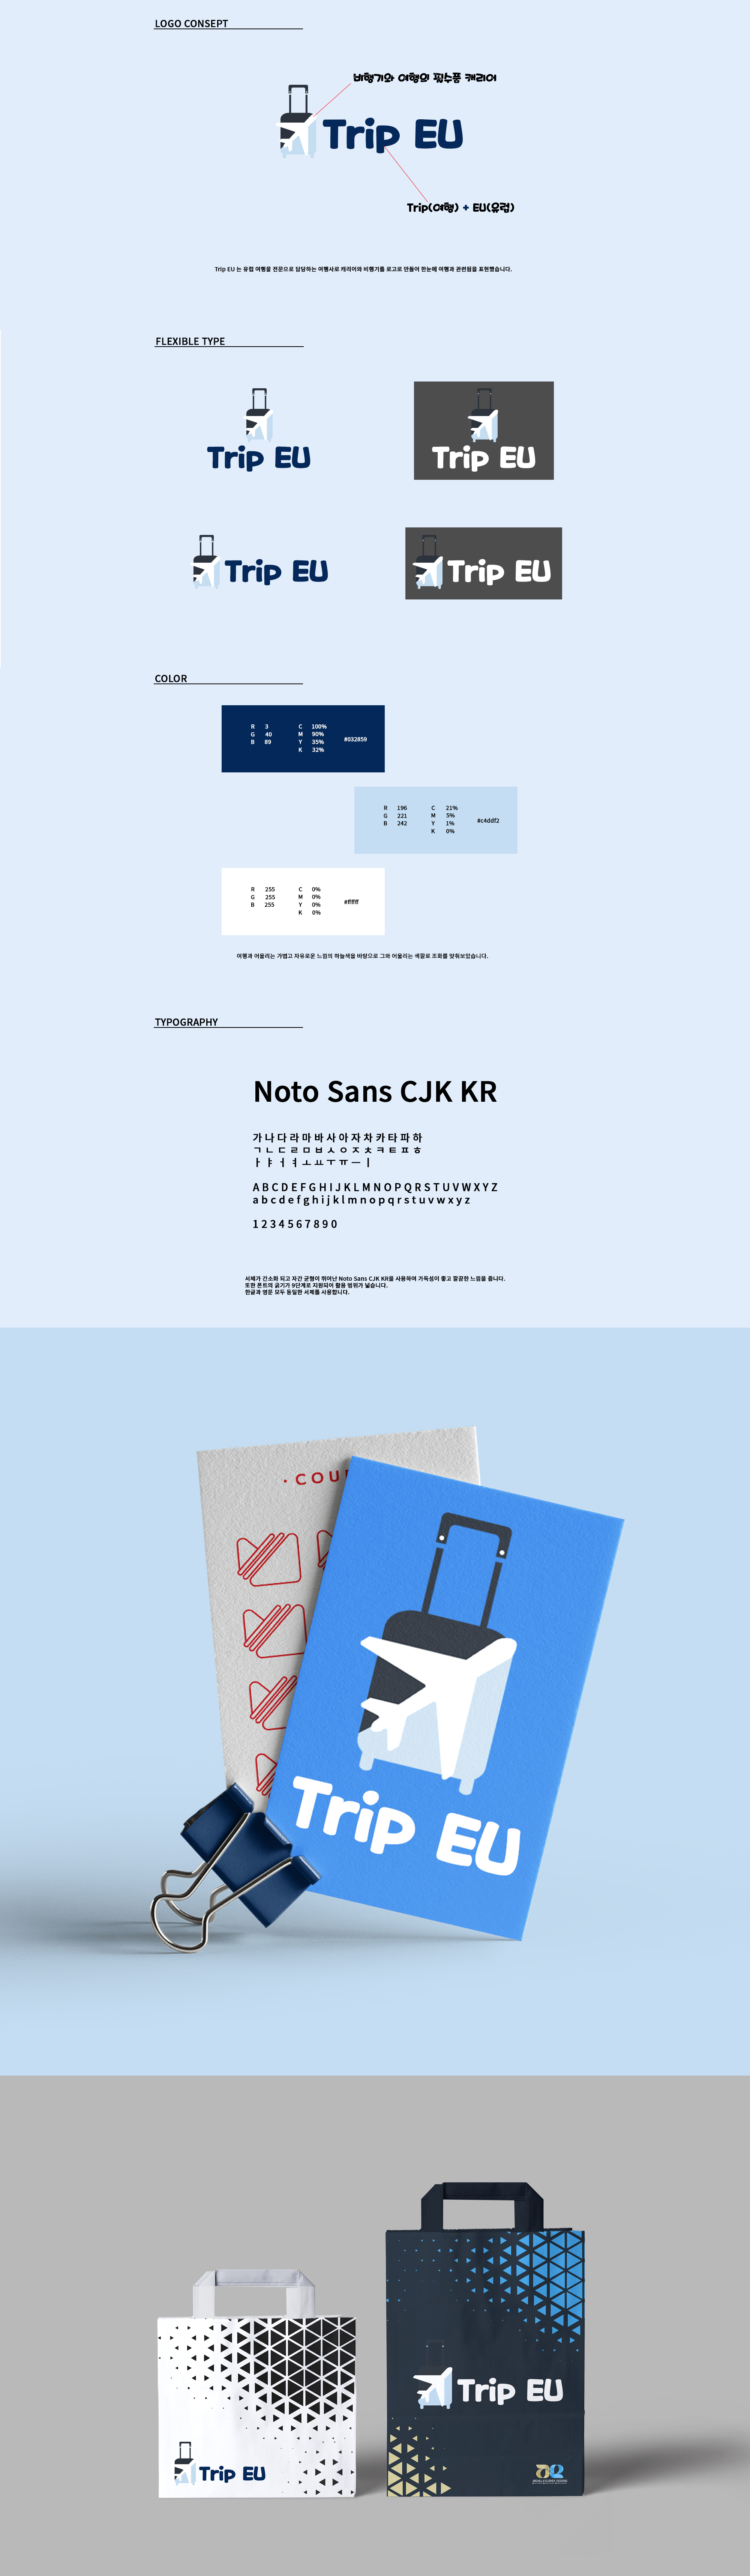 LOGO CONSEPT
비행기와 여행의 필수품 캐리어
Trip EU
Trip(여행) + EU(유럽)
Trip EU 는 유럽 여행을 전문으로 담당하는 여행사로 캐리어와 비행기를 로고로 만들어 한눈에 여행과 관련됨을 표현했습니다.
FLEXIBLE TYPE
Trip EU
Trip EU
Trip EU
Trip EU
COLOR
R 3 C 100%
G 40 M 90%
B 89 Y 35%
K 32%
#032859
R 196 C 21%
G 221 M 5%
B 242 Y 1%
K 0%
#c4ddf2
R 255 C 0%
G 255 M 0%
B 255 Y 0%
K 0%
#ffffff
여행과 어울리는 가볍고 자유로운 느낌의 하늘색을 바탕으로 그와 어울리는 색깔로 조화를 맞춰보았습니다.
TYPOGRAPHY
Noto Sans CJK KR
가나다라마바사아자차카타파하
ㄱㄴㄷㄹㅁㅂㅅㅇㅈㅊㅋㅌㅍㅎ
ㅏㅑㅓㅕㅗㅛㅜㅠㅡㅣ
ABCDEFGHIJKLMNOPQRSTUVWXYZ
abcdefghijklmnopqrstuvwxyz
1234567890
서체가 간소화 되고 자간 균형이 뛰어난 Noto Sans CJK KR을 사용하여 가독성이 좋고 깔끔한 느낌을 줍니다.
또한 폰트의 굵기가 9단계로 지원되어 활용 범위가 넓습니다.
한글과 영문 모두 동일한 서체를 사용합니다.
· COU
Trip EU
Trip EU
Trip EU